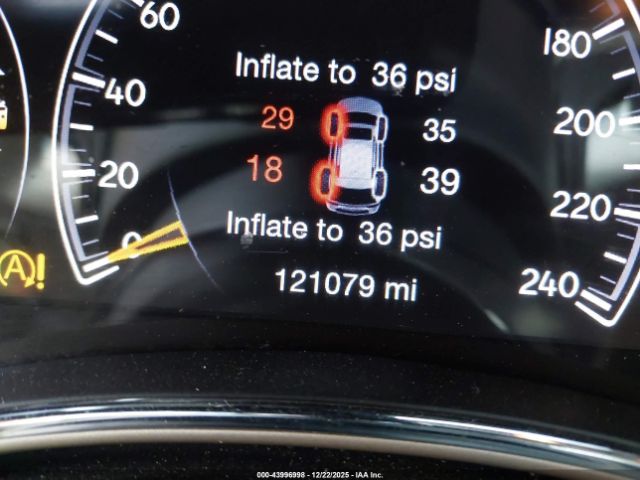 60
40
20
0
Inflate to 36 psi
29 35
18 39
Inflate to 36 psi
121079 mi
180
200
220
240
A!
000-43996998 - 12/22/2025 - IAA Inc.